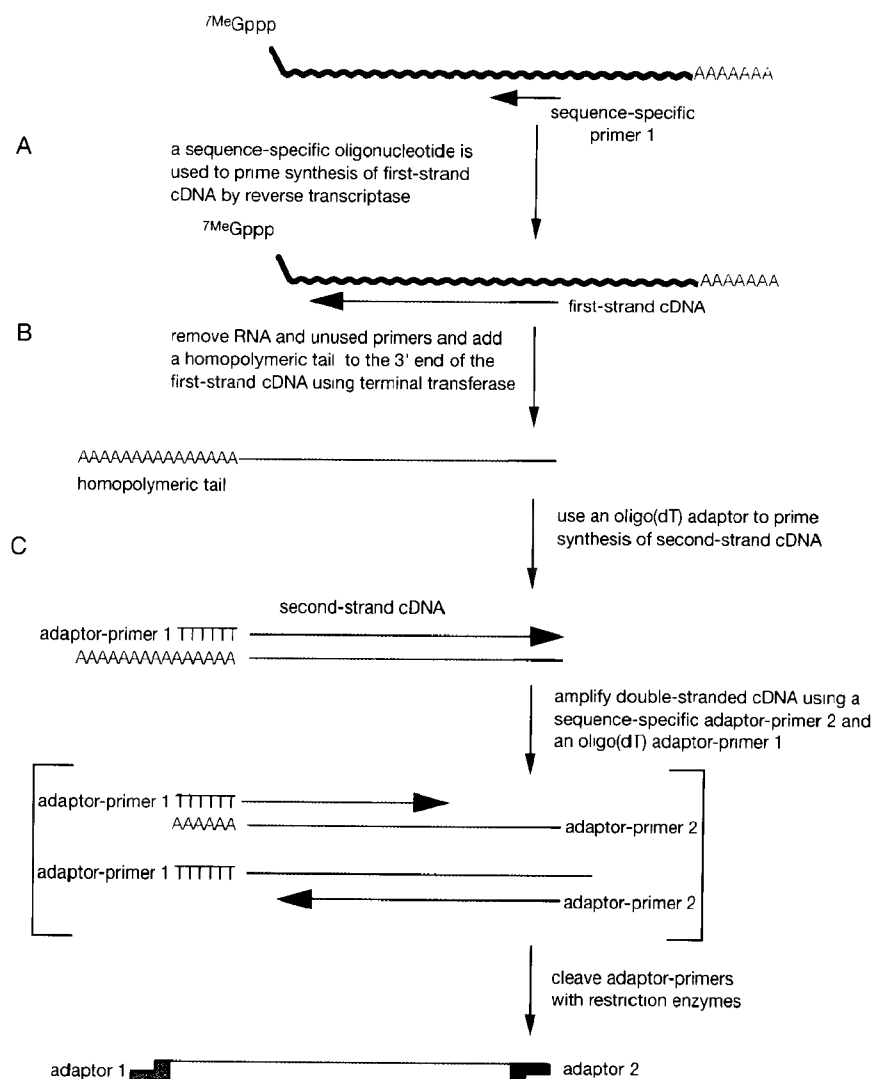 7MeGppp
AAAAAAA
sequence-specific
primer 1
A
a sequence-specific oligonucleotide is
used to prime synthesis of first-strand
cDNA by reverse transcriptase
7MeGppp
AAAAAAA
first-strand cDNA
B
remove RNA and unused primers and add
a homopolymeric tail to the 3' end of the
first-strand cDNA using terminal transferase
AAAAAAAAAAAAAAA
homopolymeric tail
use an oligo(dT) adaptor to prime
synthesis of second-strand cDNA
C
second-strand cDNA
adaptor-primer 1 TTTTTT
AAAAAAAAAAAAAAA
amplify double-stranded cDNA using a
sequence-specific adaptor-primer 2 and
an oligo(dT) adaptor-primer 1
adaptor-primer 1 TTTTTT
AAAAAA
adaptor-primer 2
adaptor-primer 1 TTTTTT
adaptor-primer 2
cleave adaptor-primers
with restriction enzymes
adaptor 1
adaptor 2